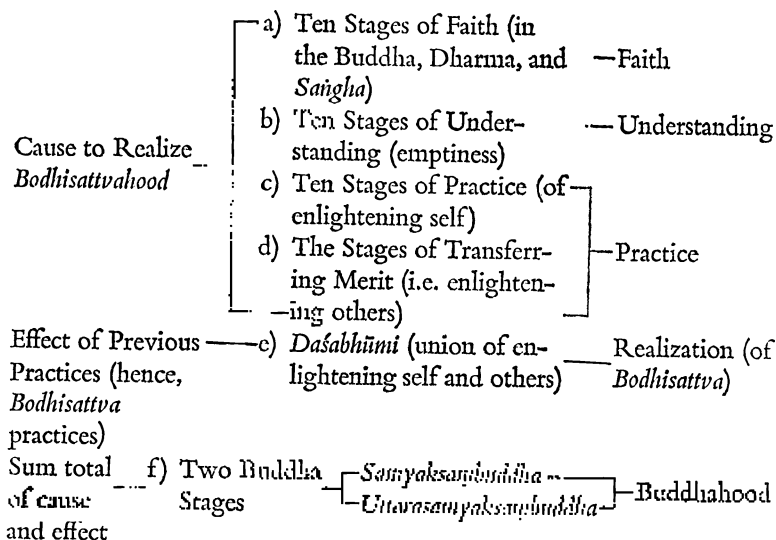 a) Ten Stages of Faith (in
the Buddha, Dharma, and — Faith
Saṅgha)
b) Ten Stages of Under- — Understanding
standing (emptiness)
Cause to Realize
Bodhisattvahood
c) Ten Stages of Practice (of
enlightening self)
d) The Stages of Transferr-
ing Merit (i.e. enlighten- Practice
ing others)
Effect of Previous — e) Daśabhūmi (union of en- — Realization (of
Practices (hence, lightening self and others) Bodhisattva)
Bodhisattva
practices)
Sum total f) Two Buddha Samyaksaṃbuddha
of cause Stages Uttarasamyaksaṃbuddha — Buddhahood
and effect